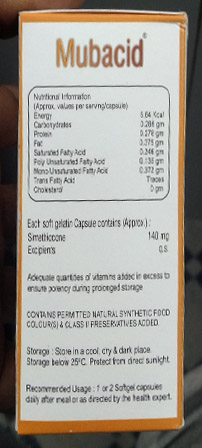 Mubacid®
Nutritional Information
(Approx. values per serving/capsule)
Energy 5.64 Kcal
Carbohydrates 0.286 gm
Protein 0.276 gm
Fat 0.375 gm
Saturated Fatty Acid 0.246 gm
Poly Unsaturated Fatty Acid 0.135 gm
Mono-Unsaturated Fatty Acid 0.372 gm
Trans Fatty Acid Traces
Cholesterol 0 gm
Each soft gelatin Capsule contains (Approx.) :
Simethicone 140 mg
Excipients q.s.
Adequate quantities of vitamins added in excess to
ensure potency during prolonged storage
CONTAINS PERMITTED NATURAL SYNTHETIC FOOD
COLOUR(S) & CLASS II PRESERVATIVES ADDED
Storage : Store in a cool, dry & dark place.
Storage below 25°C. Protect from direct sunlight.
Recommended Usage : 1 or 2 Softgel capsules
daily after meal or as directed by the health expert.